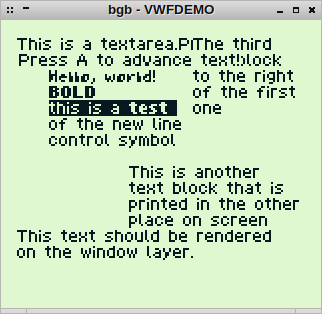 bgb - VWFDEMO
This is a textarea.Pr The third
Press A to advance text!block
Hello, world! to the right
BOLD of the first
this is a test one
of the new line
control symbol
This is another
text block that is
printed in the other
place on screen
This text should be rendered
on the window layer.